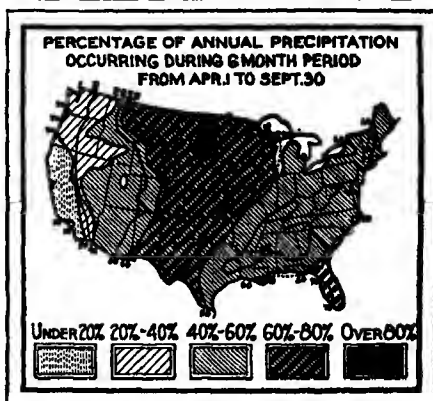 PERCENTAGE OF ANNUAL PRECIPITATION
OCCURRING DURING 6 MONTH PERIOD
FROM APR.1 TO SEPT.30
UNDER 20% 20%-40% 40%-60% 60%-80% OVER 80%